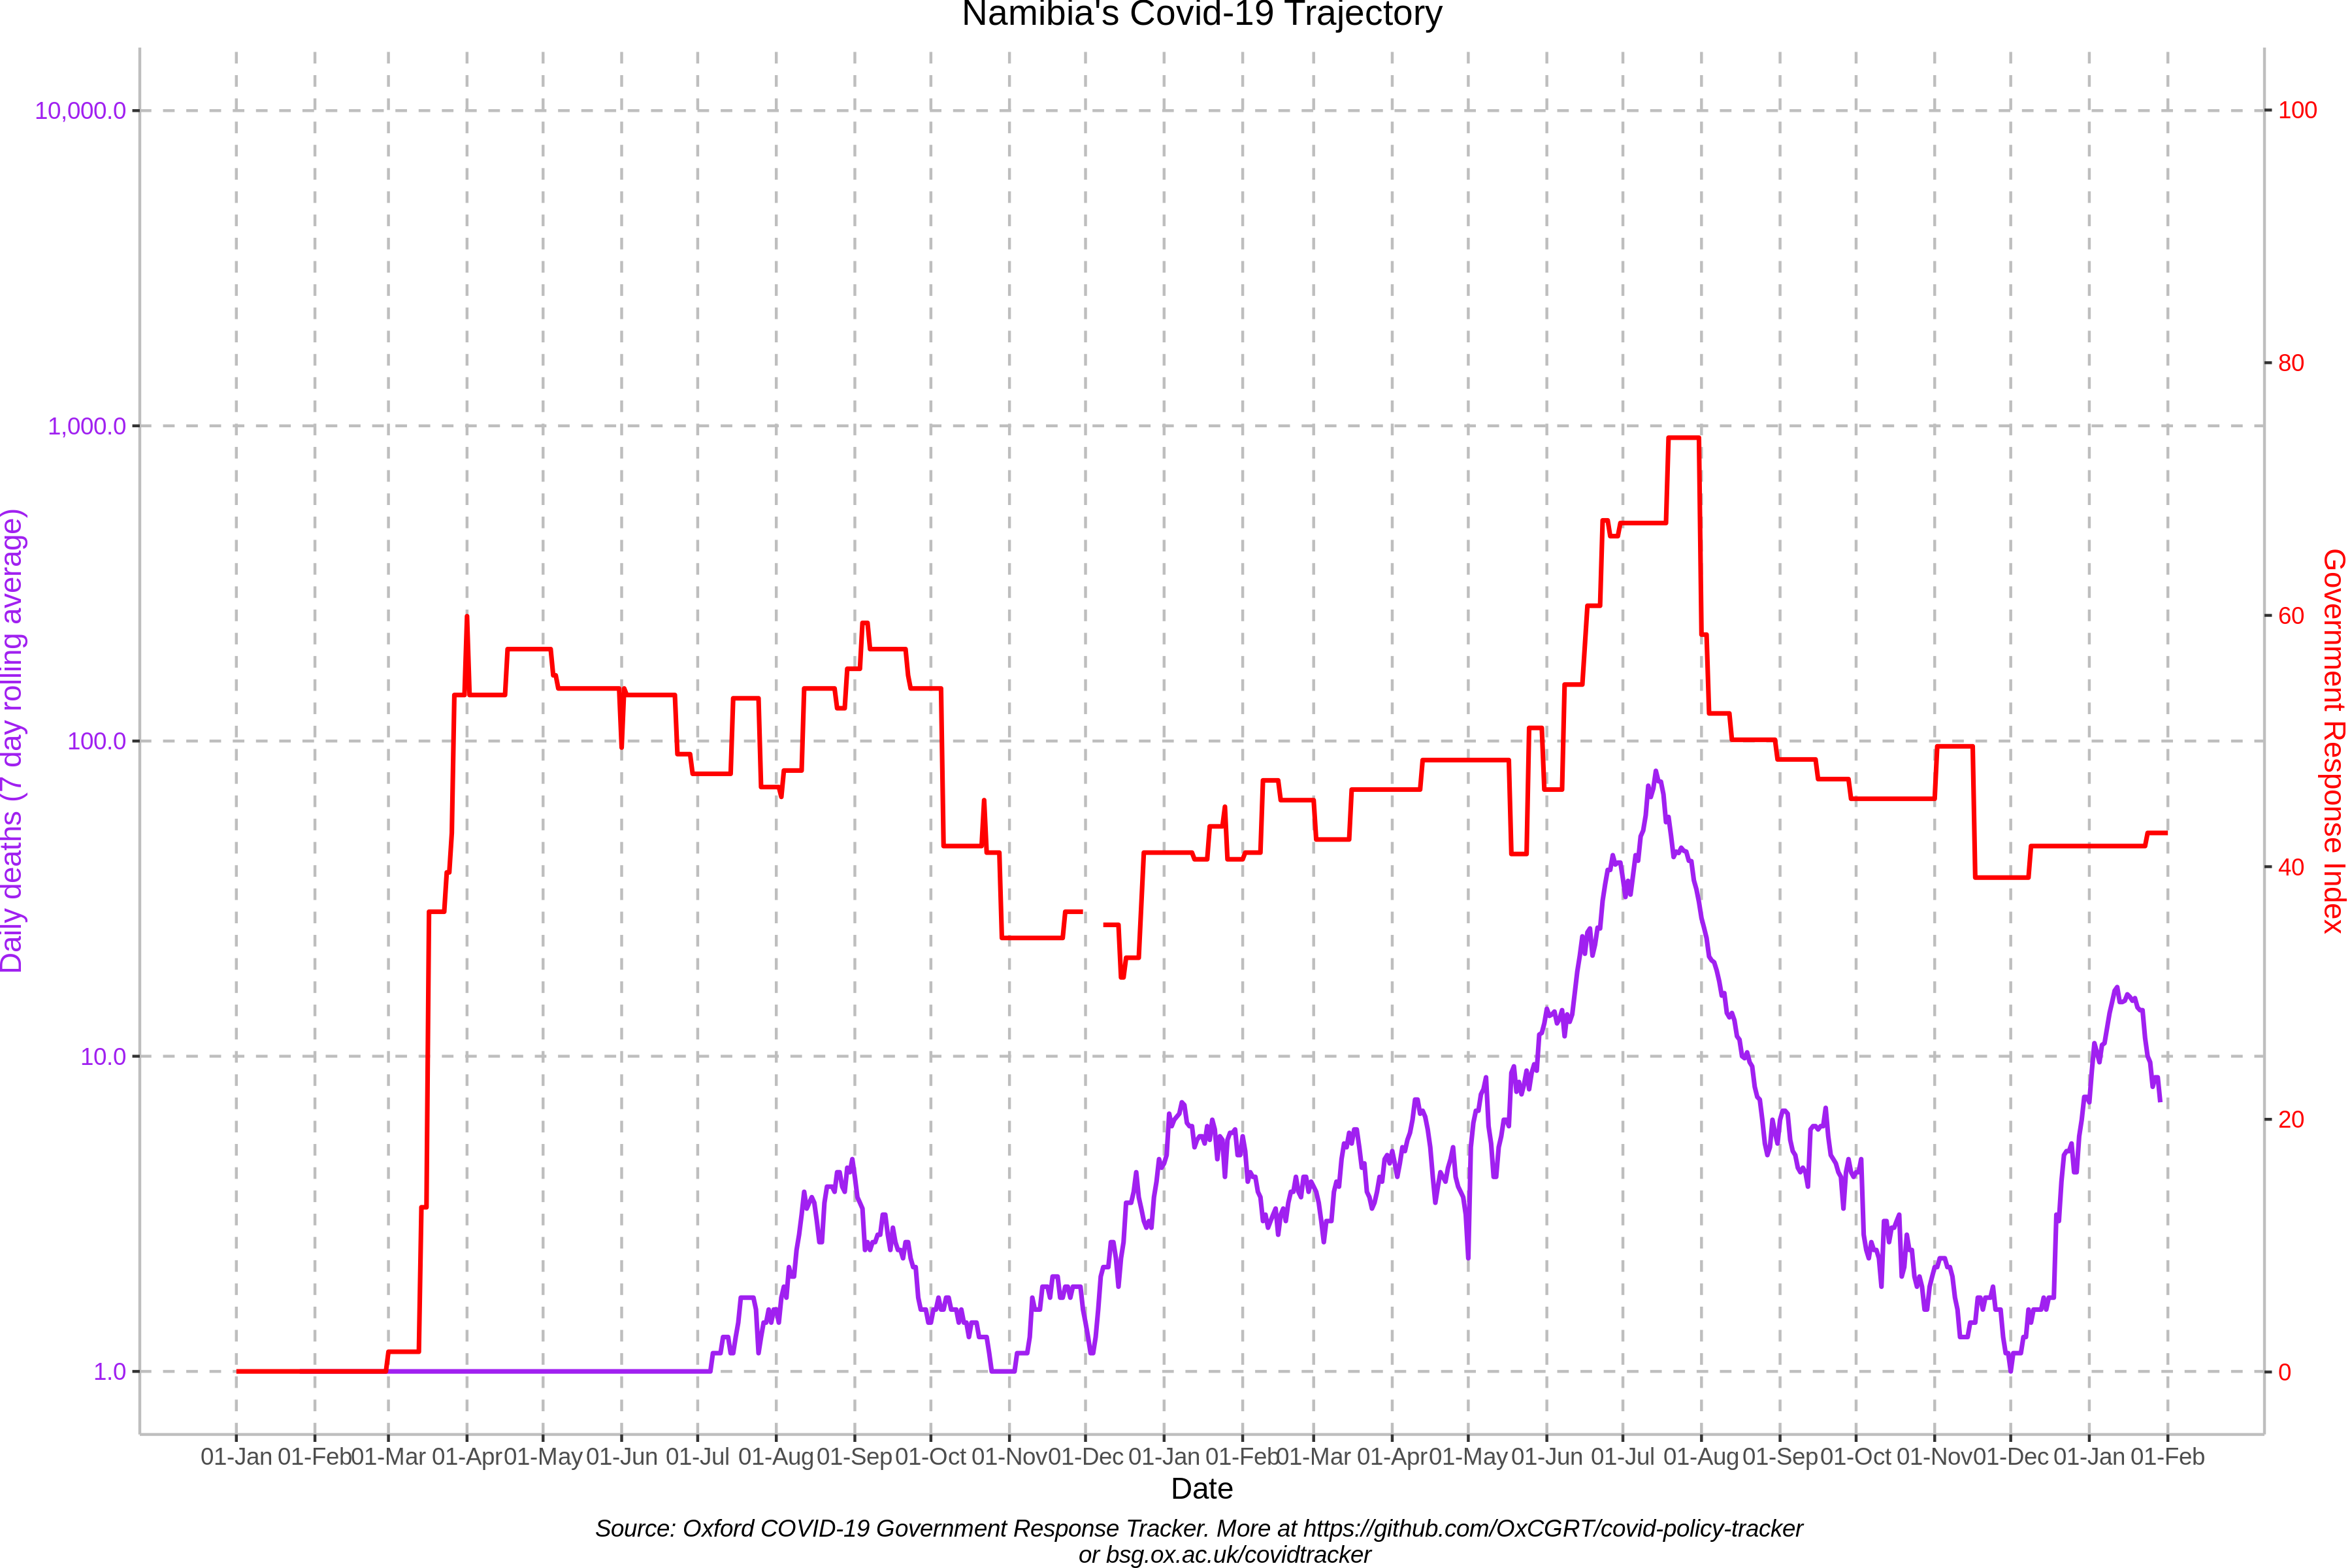 Namibia's Covid-19 Trajectory
10,000.0
1,000.0
100.0
10.0
1.0
Daily deaths (7 day rolling average)
100
80
60
40
20
0
Government Response Index
01-Jan 01-Feb 01-Mar 01-Apr 01-May 01-Jun 01-Jul 01-Aug 01-Sep 01-Oct 01-Nov 01-Dec 01-Jan 01-Feb 01-Mar 01-Apr 01-May 01-Jun 01-Jul 01-Aug 01-Sep 01-Oct 01-Nov 01-Dec 01-Jan 01-Feb
Date
Source: Oxford COVID-19 Government Response Tracker. More at https://github.com/OxCGRT/covid-policy-tracker
or bsg.ox.ac.uk/covidtracker